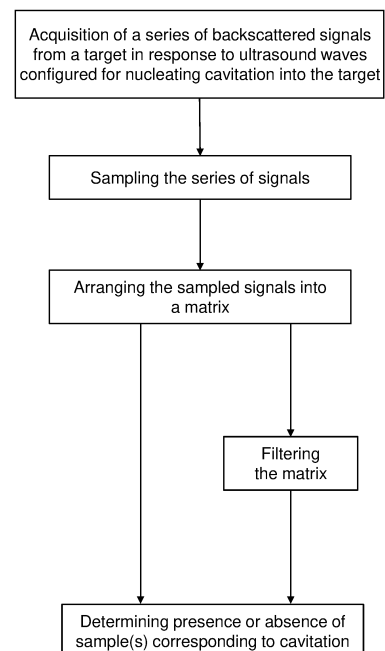 Acquisition of a series of backscattered signals
from a target in response to ultrasound waves
configured for nucleating cavitation into the target
Sampling the series of signals
Arranging the sampled signals into
a matrix
Filtering
the matrix
Determining presence or absence of
sample(s) corresponding to cavitation